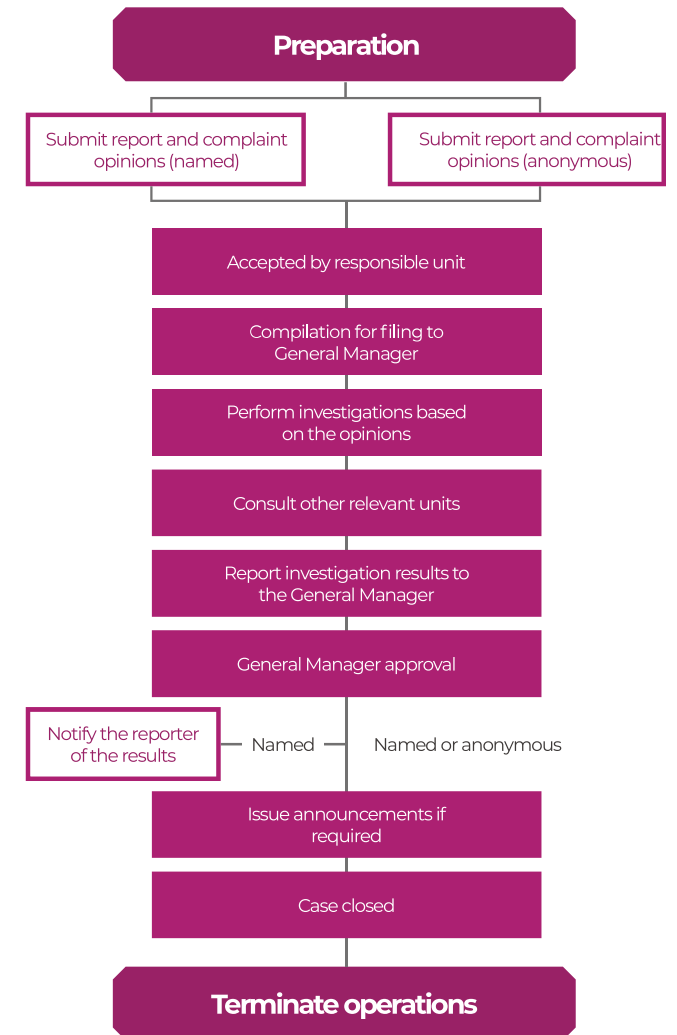 Preparation
Submit report and complaint
opinions (named)
Submit report and complaint
opinions (anonymous)
Accepted by responsible unit
Compilation for filing to
General Manager
Perform investigations based
on the opinions
Consult other relevant units
Report investigation results to
the General Manager
General Manager approval
Notify the reporter
of the results
Named
Named or anonymous
Issue announcements if
required
Case closed
Terminate operations